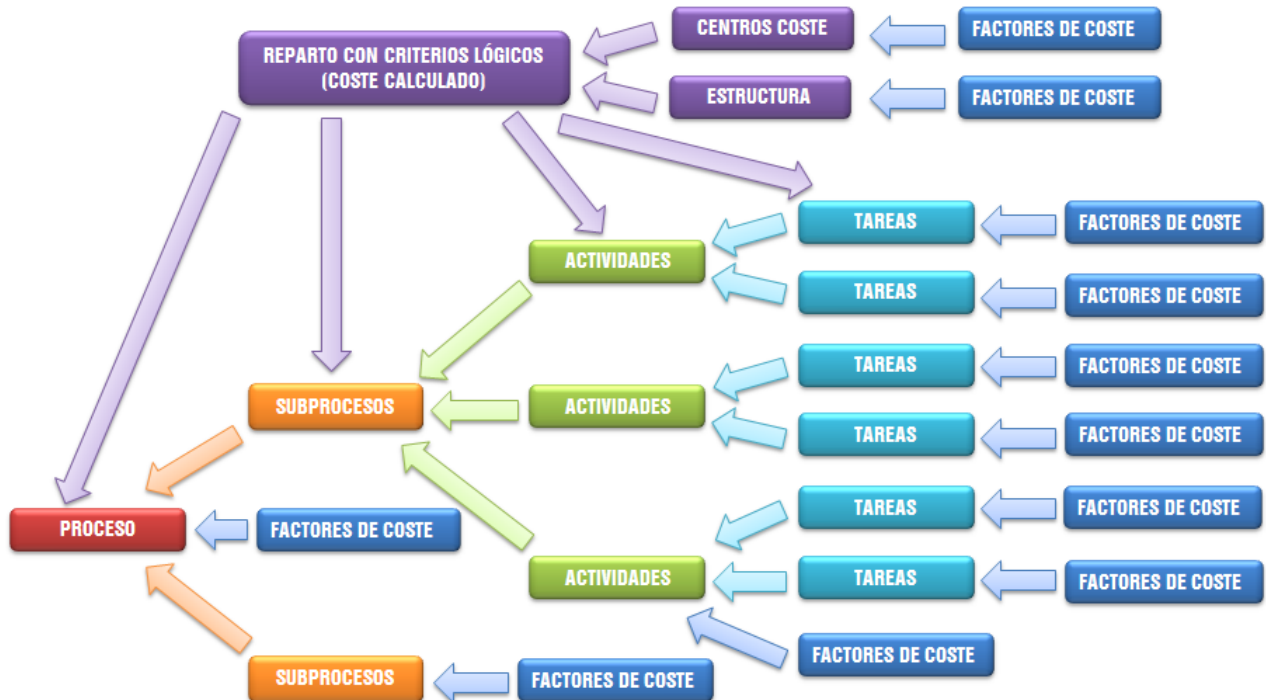 CENTROS COSTE
FACTORES DE COSTE
REPARTO CON CRITERIOS LÓGICOS
(COSTE CALCULADO)
ESTRUCTURA
FACTORES DE COSTE
TAREAS
FACTORES DE COSTE
ACTIVIDADES
TAREAS
FACTORES DE COSTE
TAREAS
FACTORES DE COSTE
SUBPROCESOS
ACTIVIDADES
TAREAS
FACTORES DE COSTE
TAREAS
FACTORES DE COSTE
PROCESO
FACTORES DE COSTE
ACTIVIDADES
TAREAS
FACTORES DE COSTE
FACTORES DE COSTE
SUBPROCESOS
FACTORES DE COSTE